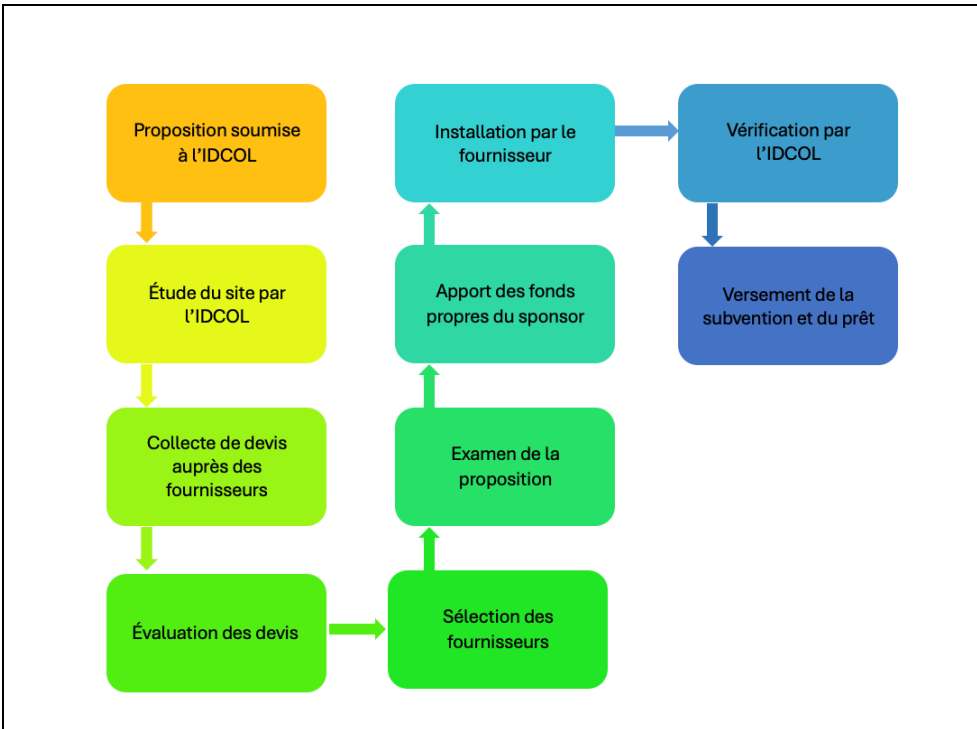 Proposition soumise
à l’IDCOL
Étude du site par
l’IDCOL
Collecte de devis
auprès des
fournisseurs
Évaluation des devis
Sélection des
fournisseurs
Examen de la
proposition
Apport des fonds
propres du sponsor
Installation par le
fournisseur
Vérification par
l’IDCOL
Versement de la
subvention et du prêt